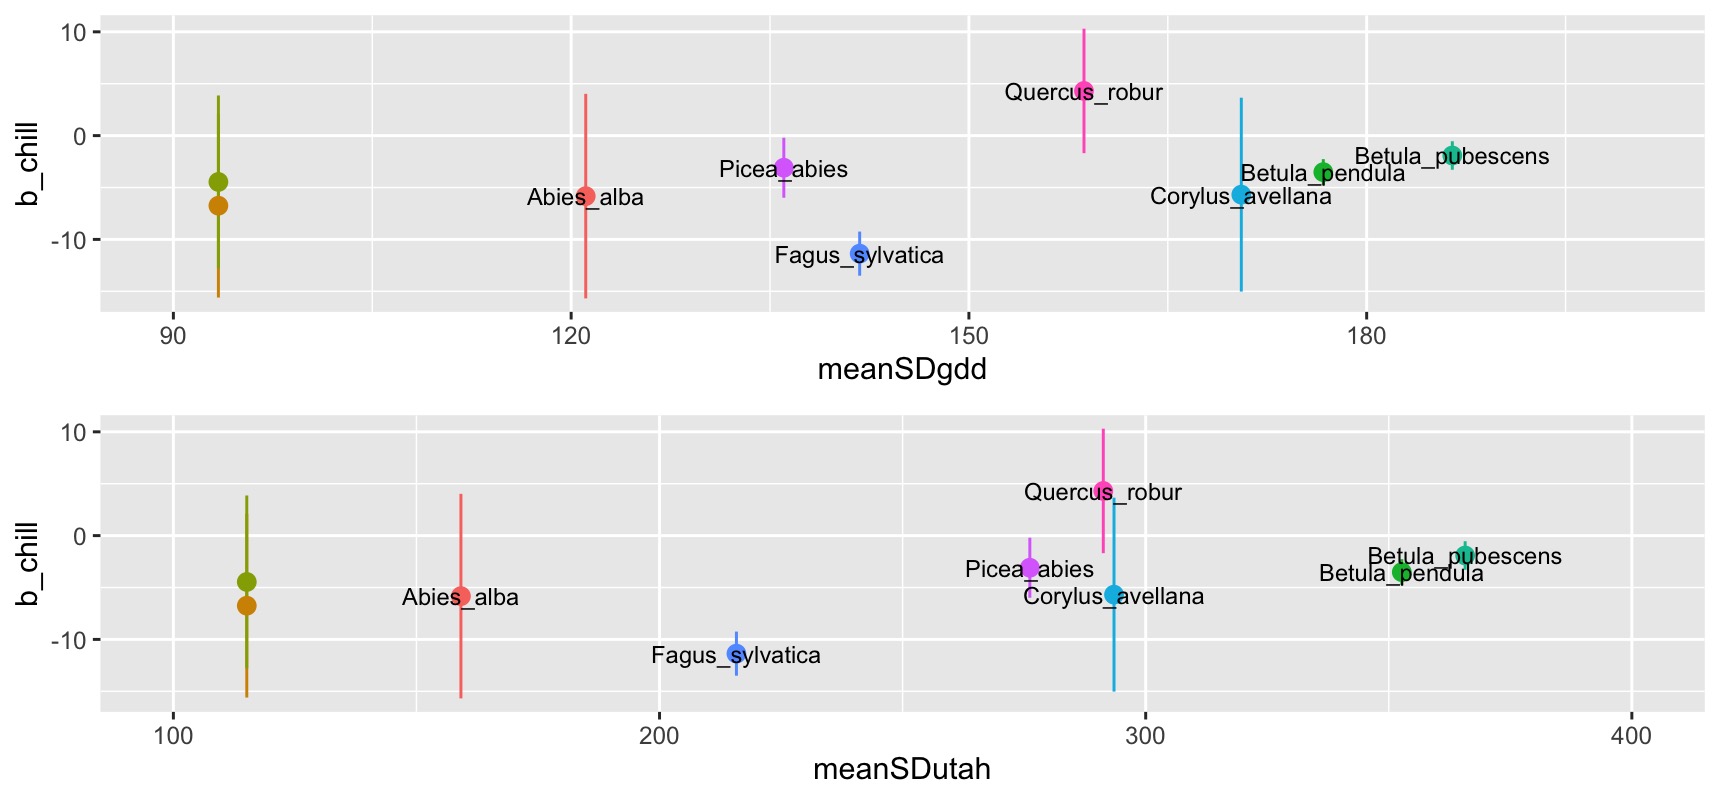 10
0
-10
b_chill
Quercus_robur
Betula_pubescens
Picea_abies
Betula_pendula
Abies_alba
Corylus_avellana
Fagus_sylvatica
90
120
150
180
meanSDgdd
10
0
-10
b_chill
Quercus_robur
Betula_pubescens
Picea_abies
Betula_pendula
Abies_alba
Corylus_avellana
Fagus_sylvatica
100
200
300
400
meanSDutah